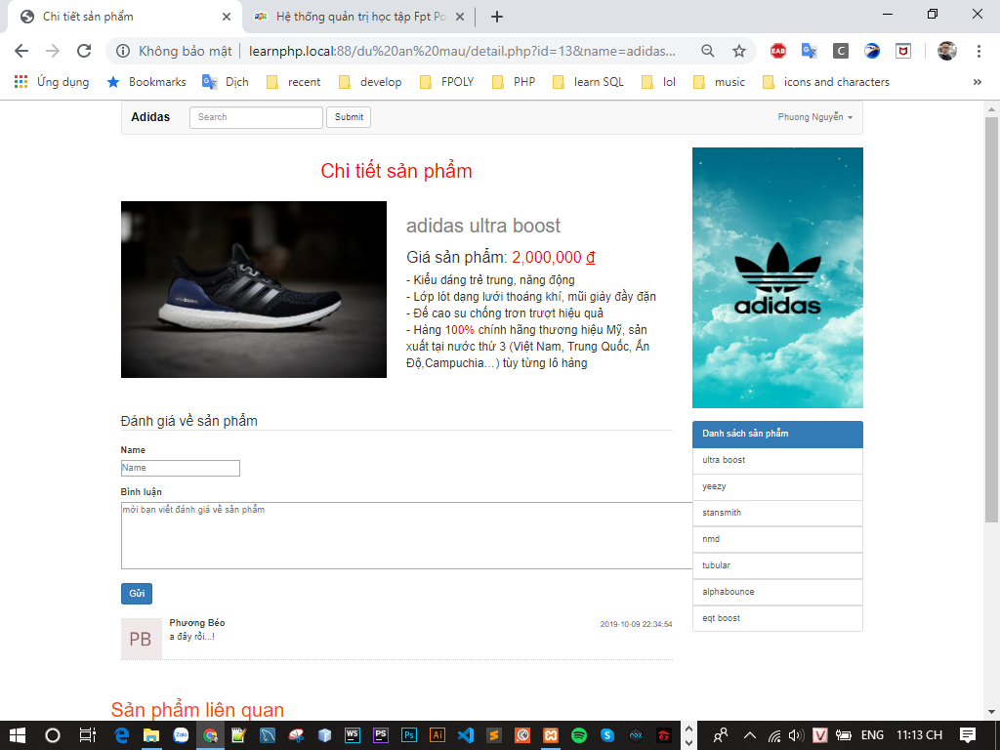 Chi tiết sản phẩm
Hệ thống quản trị học tập Fpt Po
Không bảo mật | learnphp.local:88/du%20an%20mau/detail.php?id=13&name=adidas...
Ứng dụng
Bookmarks
Dịch
recent
develop
FPOLY
PHP
learn SQL
lol
music
icons and characters
»
Adidas
Search
Submit
Phuong Nguyễn
Chi tiết sản phẩm
adidas ultra boost
Giá sản phẩm: 2,000,000 đ
- Kiểu dáng trẻ trung, năng động
- Lớp lót dạng lưới thoáng khí, mũi giày đầy đặn
- Đế cao su chống trơn trượt hiệu quả
- Hàng 100% chính hãng thương hiệu Mỹ, sản
xuất tại nước thứ 3 (Việt Nam, Trung Quốc, Ấn
Độ,Campuchia…) tùy từng lô hàng
adidas
Đánh giá về sản phẩm
Name
Name
Bình luận
mời bạn viết đánh giá về sản phẩm
Gửi
PB
Phương Béo
2019-10-09 22:34:54
a đây rồi...!
Danh sách sản phẩm
ultra boost
yeezy
stansmith
nmd
tubular
alphabounce
eqt boost
Sản phẩm liên quan
ENG
11:13 CH